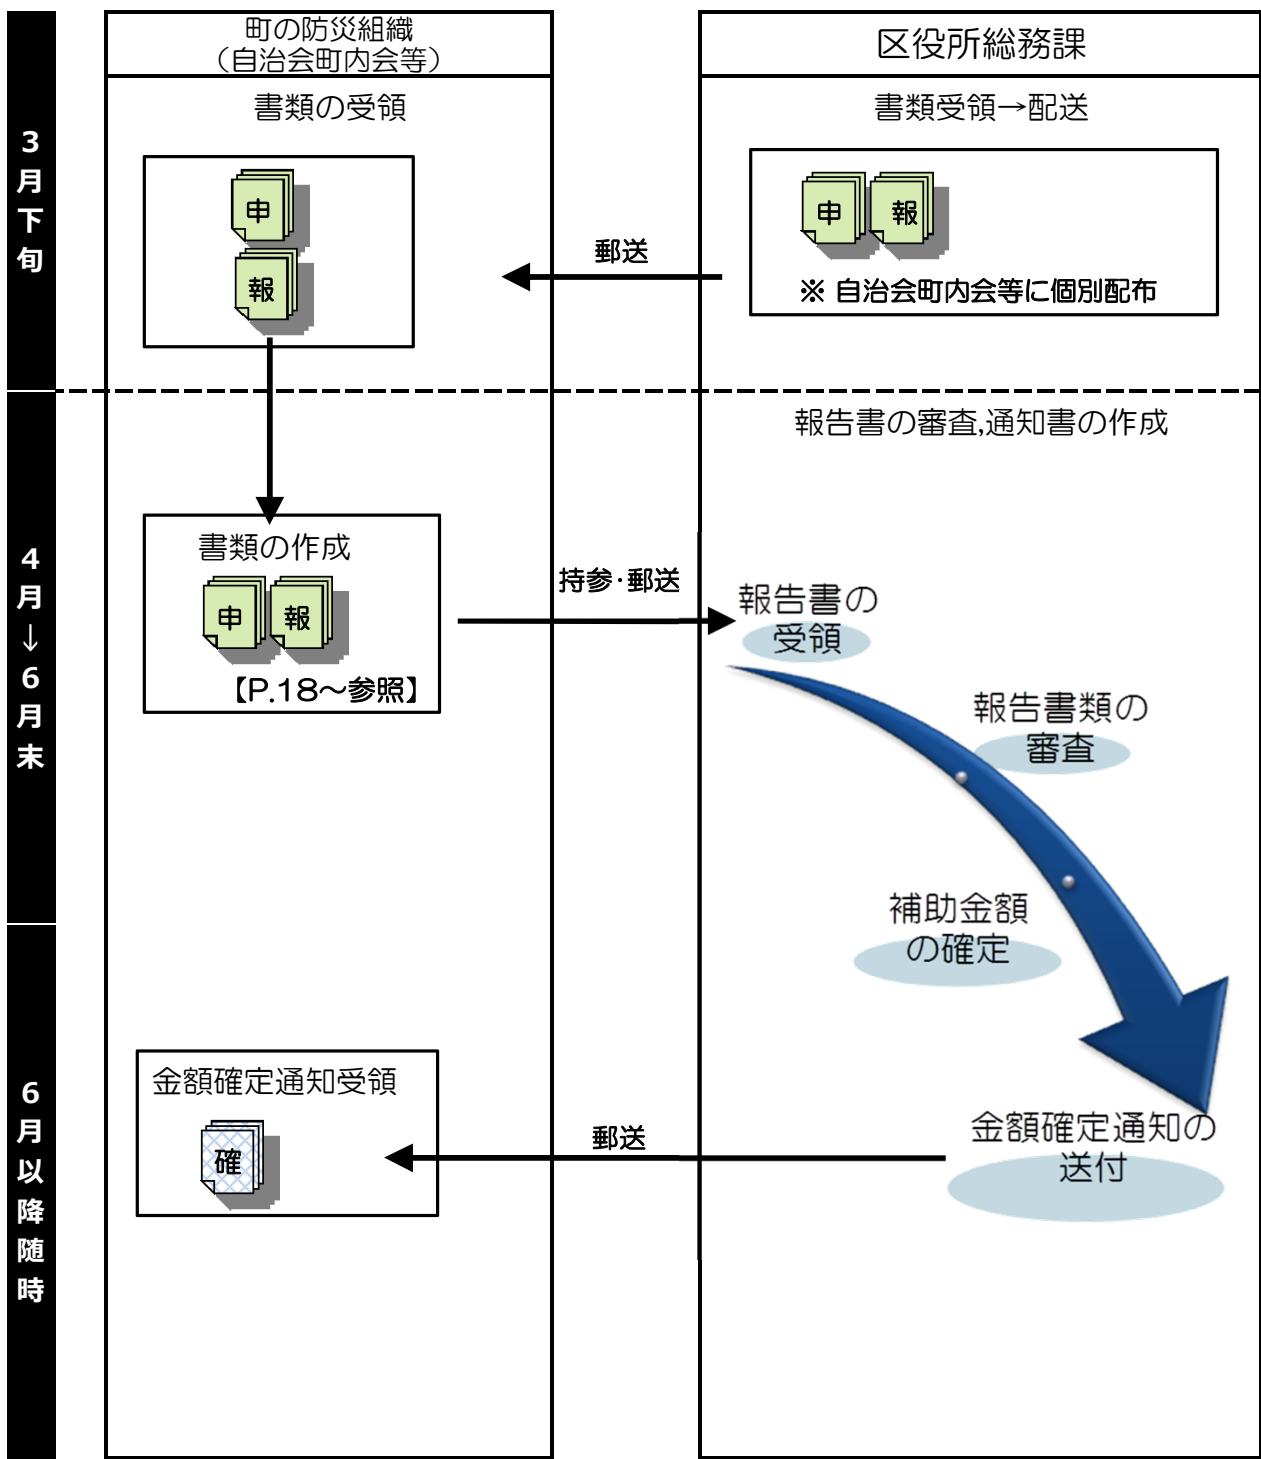 町の防災組織
（自治会町内会等）
区役所総務課
3月下旬
書類の受領
申
報
郵送
書類受領→配送
申
報
※ 自治会町内会等に個別配布
4月→6月末
報告書の審査,通知書の作成
書類の作成
申
報
【P.18～参照】
持参・郵送
報告書の
受領
報告書類の
審査
補助金額
の確定
6月以降随時
金額確定通知受領
確
郵送
金額確定通知の
送付